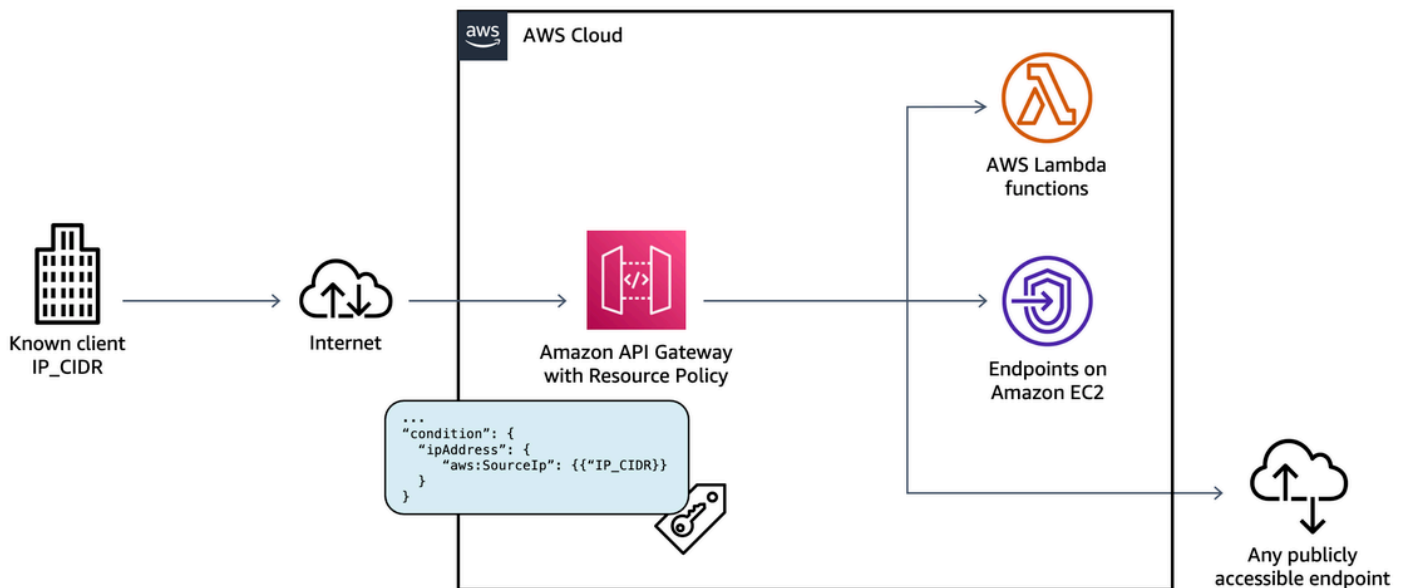 aws
AWS Cloud
AWS Lambda
functions
Known client
IP_CIDR
Internet
</>
Amazon API Gateway
with Resource Policy
Endpoints on
Amazon EC2
...
“condition”: {
“ipAddress”: {
“aws:SourceIp”: {{“IP_CIDR}}
}
}
Any publicly
accessible endpoint